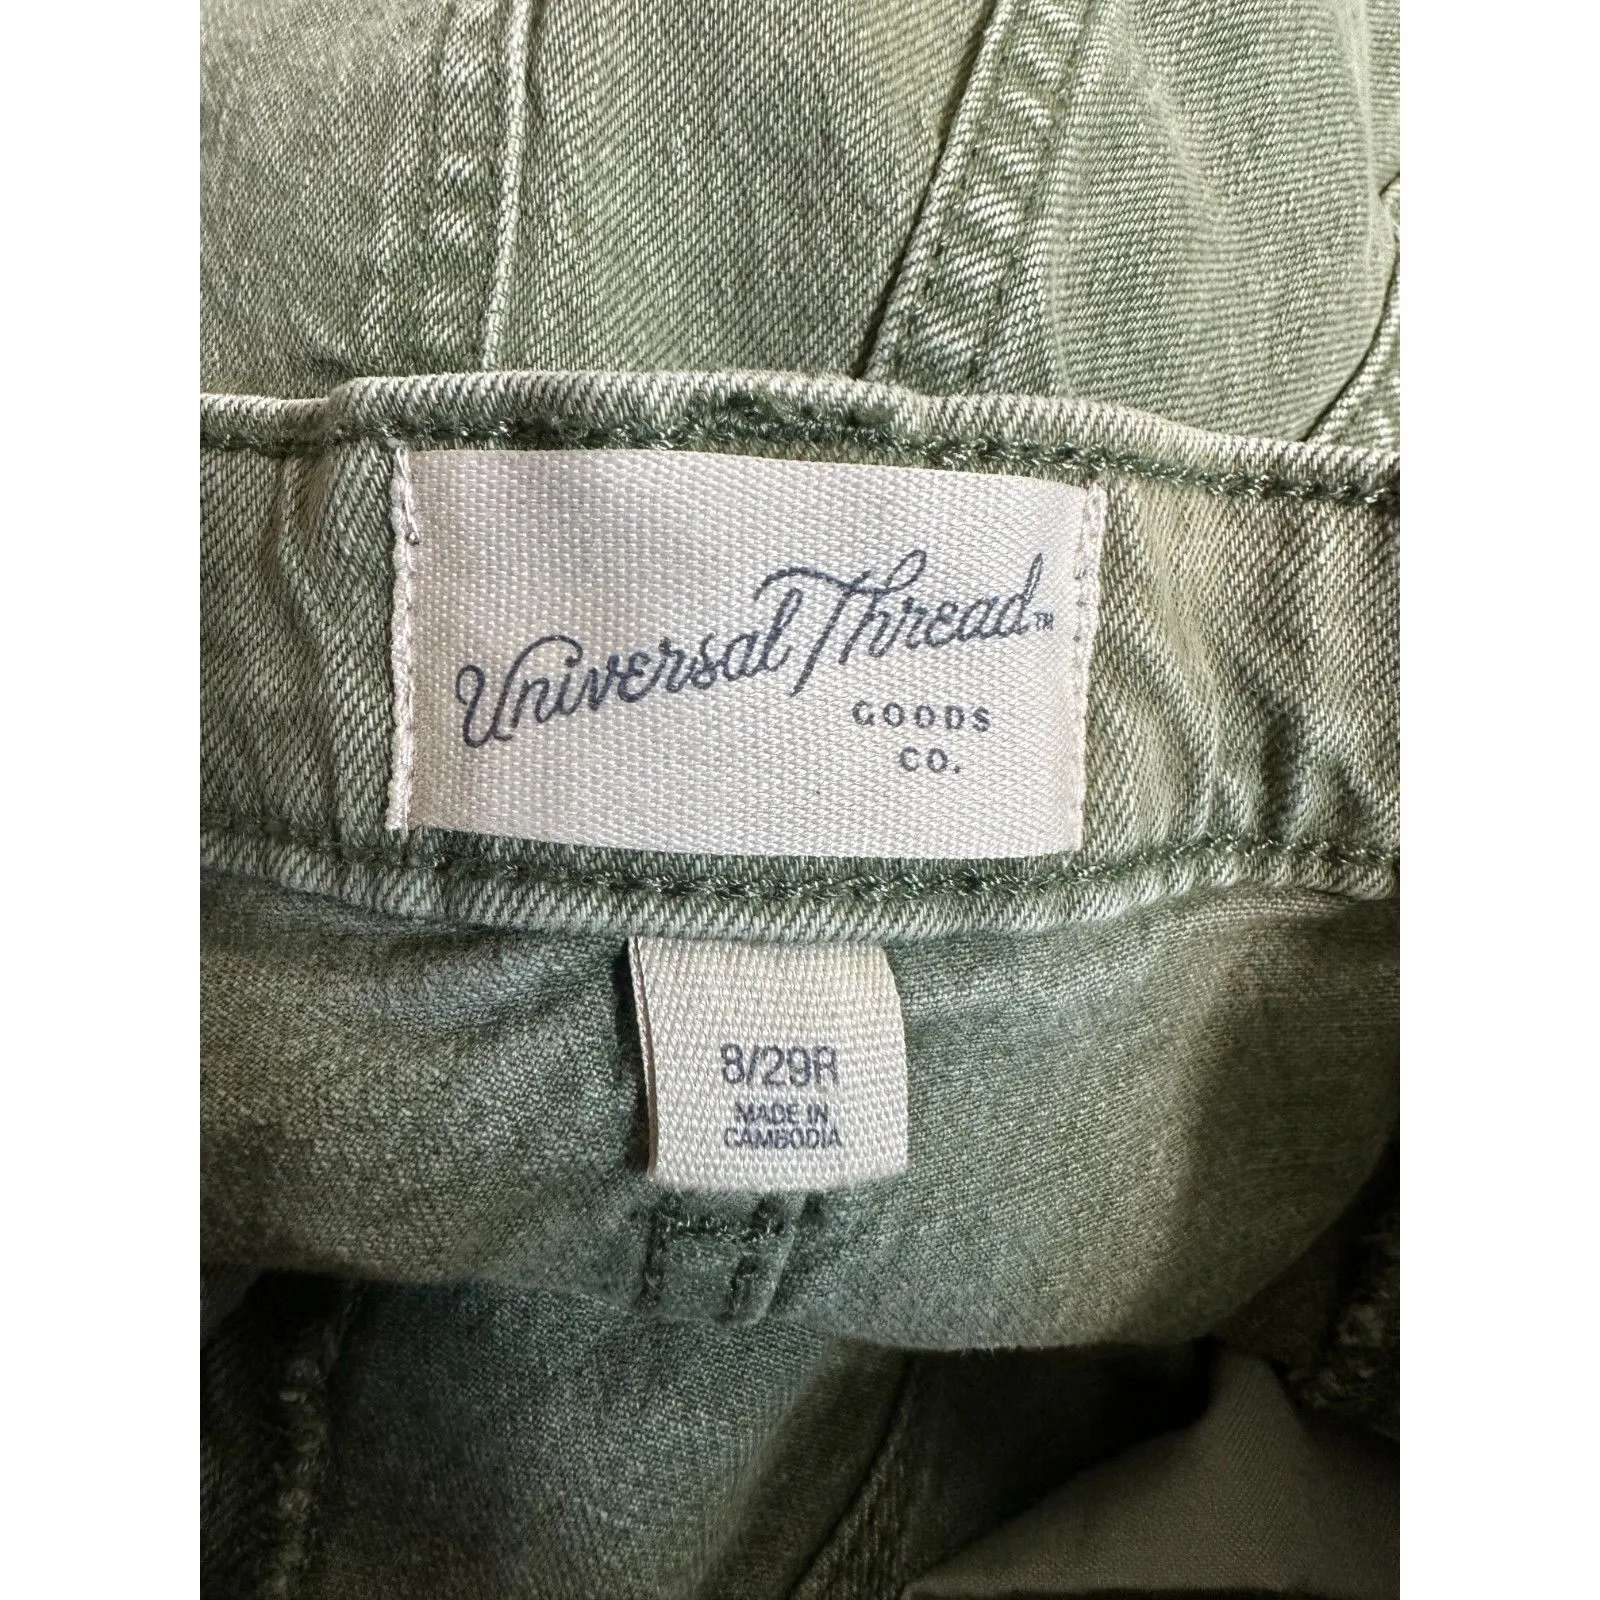 Universal Thread™
GOODS
CO.
8/29R
MADE IN
CAMBODIA